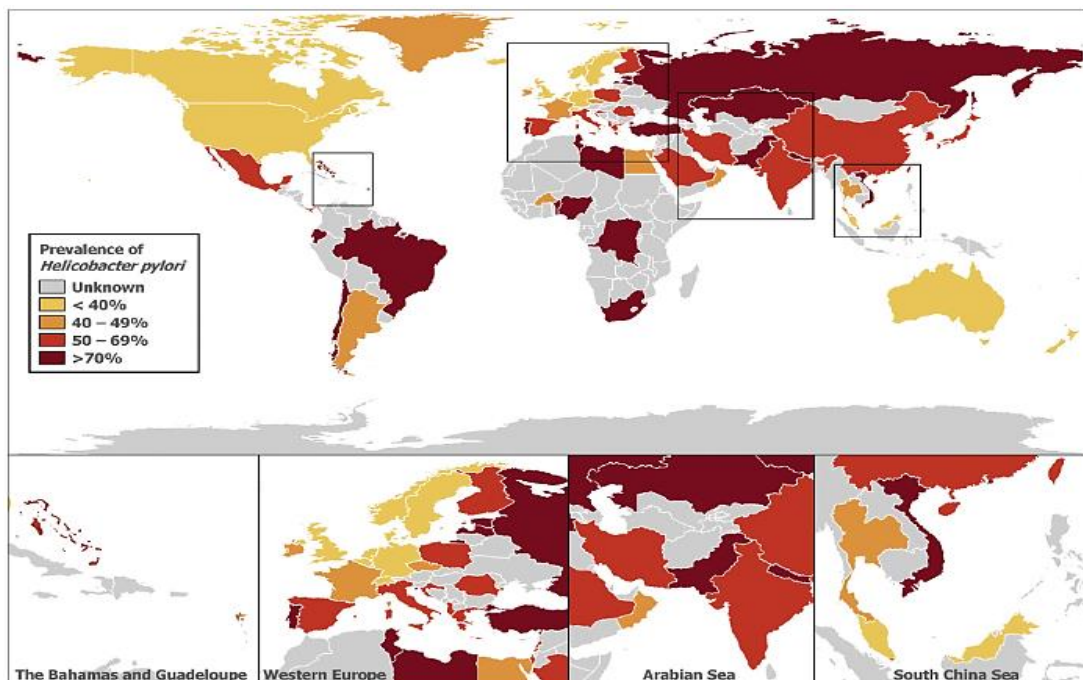 Prevalence of
Helicobacter pylori
Unknown
< 40%
40 – 49%
50 – 69%
>70%
The Bahamas and Guadeloupe
Western Europe
Arabian Sea
South China Sea